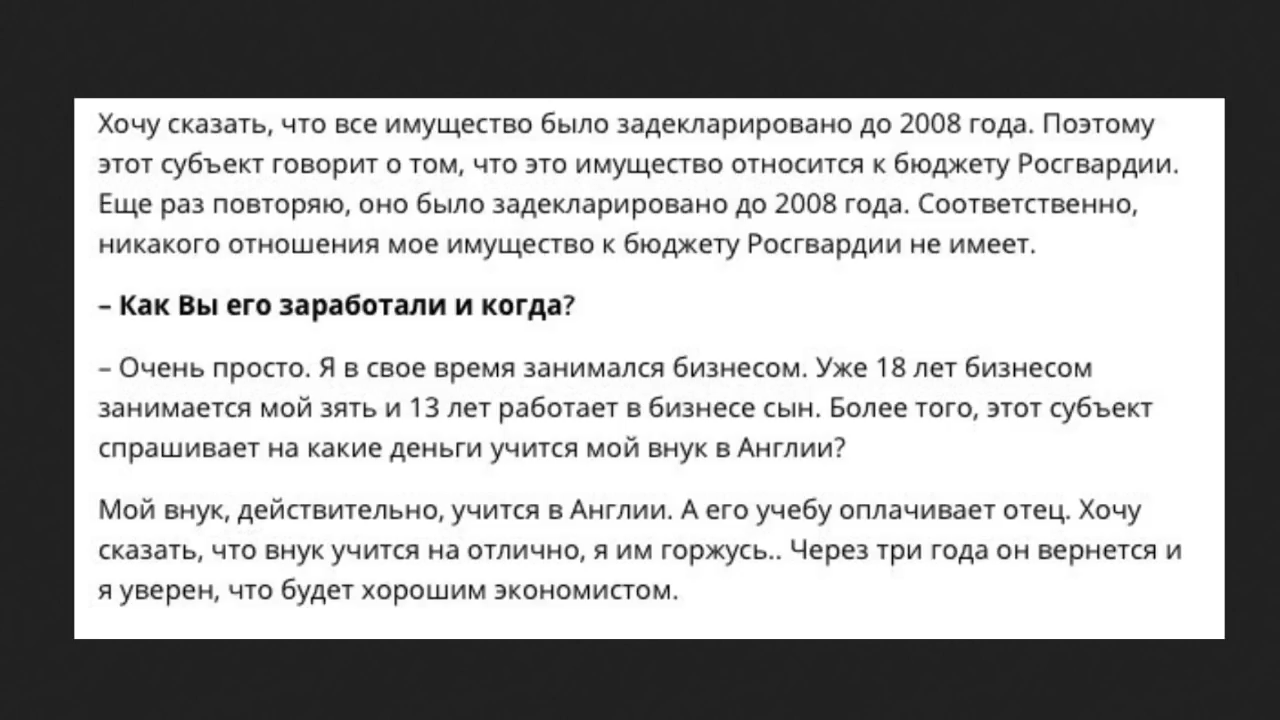 Хочу сказать, что все имущество было задекларировано до 2008 года. Поэтому
этот субъект говорит о том, что это имущество относится к бюджету Росгвардии.
Еще раз повторяю, оно было задекларировано до 2008 года. Соответственно,
никакого отношения мое имущество к бюджету Росгвардии не имеет.
– Как Вы его заработали и когда?
– Очень просто. Я в свое время занимался бизнесом. Уже 18 лет бизнесом
занимается мой зять и 13 лет работает в бизнесе сын. Более того, этот субъект
спрашивает на какие деньги учится мой внук в Англии?
Мой внук, действительно, учится в Англии. А его учебу оплачивает отец. Хочу
сказать, что внук учится на отлично, я им горжусь.. Через три года он вернется и
я уверен, что будет хорошим экономистом.